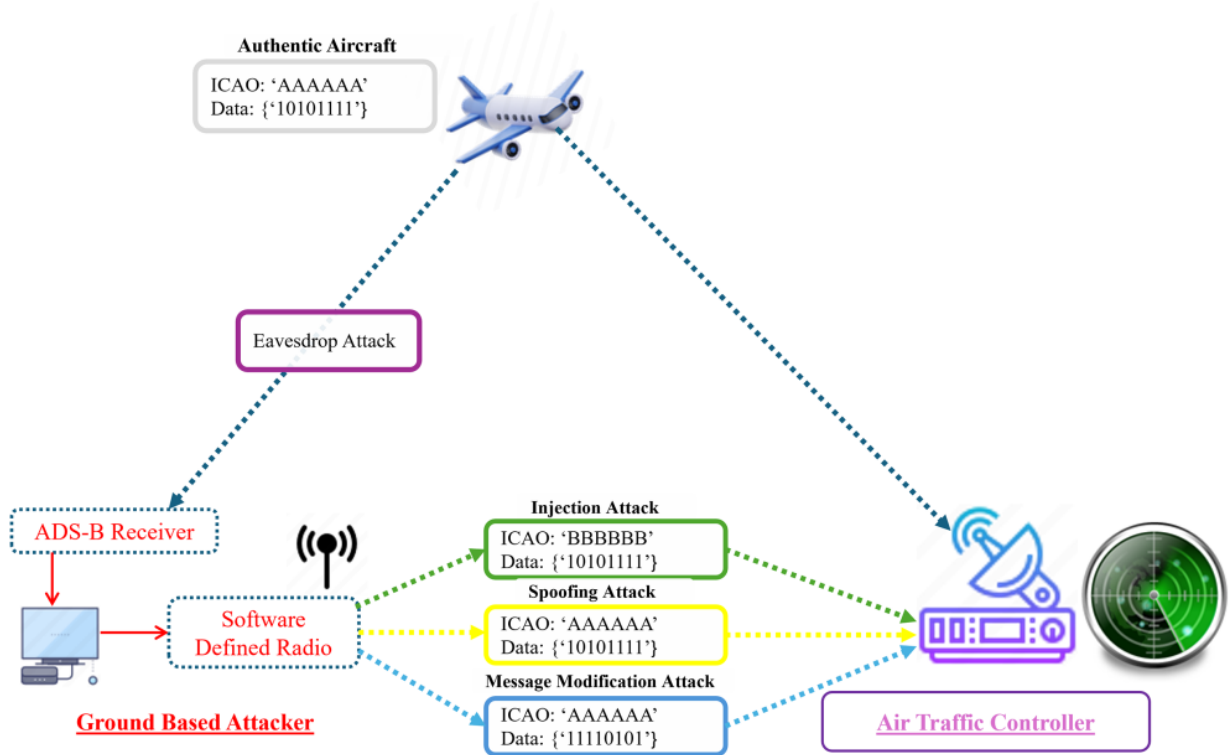 Authentic Aircraft
ICAO: ‘AAAAAA’
Data: {‘10101111’}
Eavesdrop Attack
ADS-B Receiver
Software
Defined Radio
Ground Based Attacker
Injection Attack
ICAO: ‘BBBBBB’
Data: {‘10101111’}
Spoofing Attack
ICAO: ‘AAAAAA’
Data: {‘10101111’}
Message Modification Attack
ICAO: ‘AAAAAA’
Data: {‘11110101’}
Air Traffic Controller